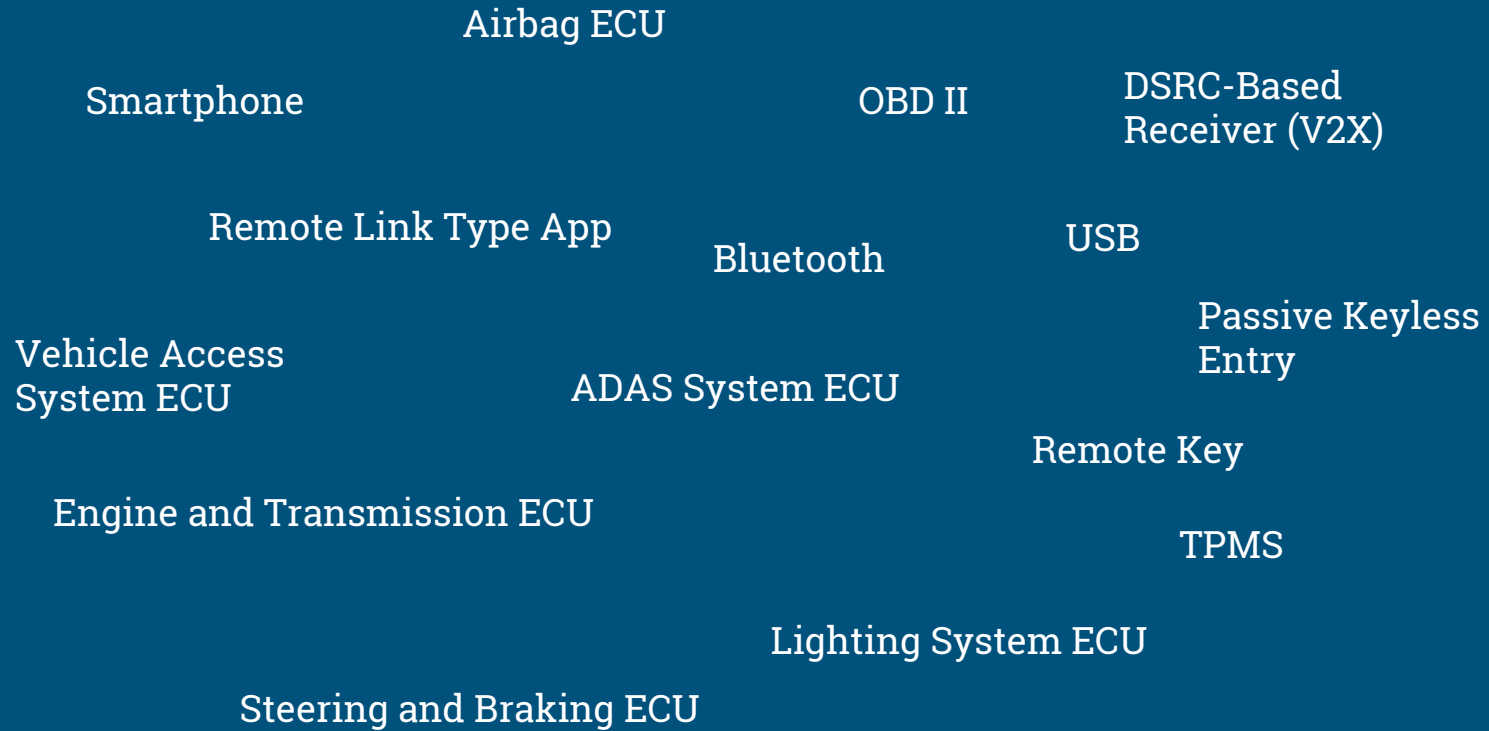 Airbag ECU
Smartphone
OBD II
DSRC-Based
Receiver (V2X)
Remote Link Type App
Bluetooth
USB
Passive Keyless
Entry
Vehicle Access
System ECU
ADAS System ECU
Remote Key
Engine and Transmission ECU
TPMS
Lighting System ECU
Steering and Braking ECU